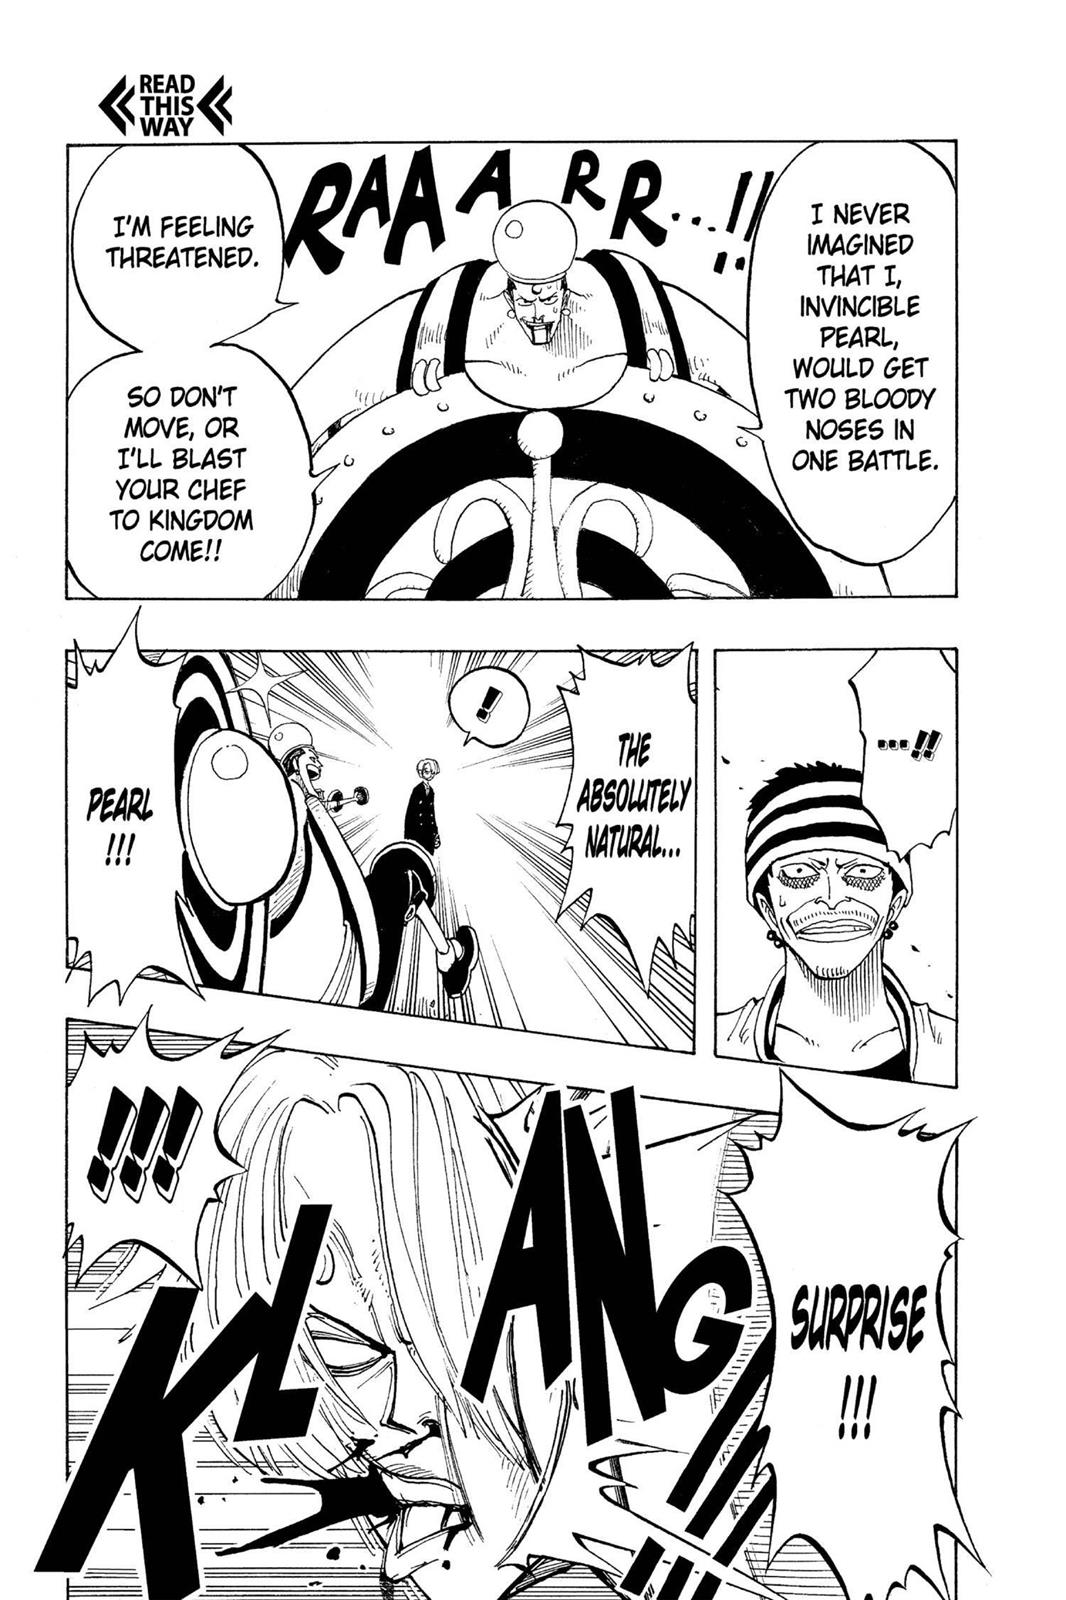 READ
THIS
WAY
I NEVER
IMAGINED
THAT I,
INVINCIBLE
PEARL,
WOULD GET
TWO BLOODY
NOSES IN
ONE BATTLE.
RAAARR...!!
I'M FEELING
THREATENED.
SO DON'T
MOVE, OR
I'LL BLAST
YOUR CHEF
TO KINGDOM
COME!!
...!!
THE
ABSOLUTELY
NATURAL...
!
PEARL
!!!
SURPRISE
!!!
KLANG!!!
!!!